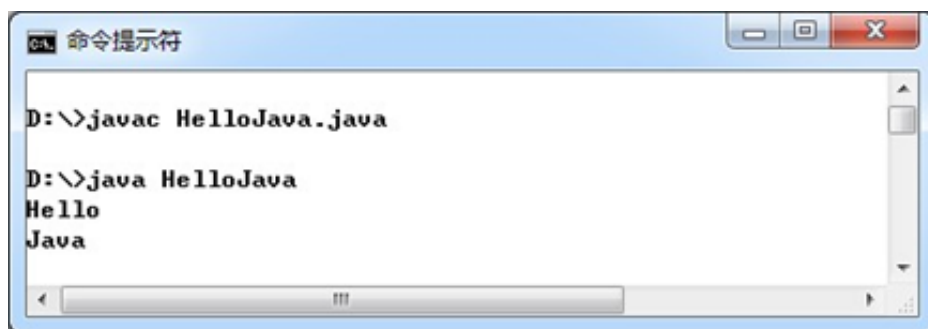 命令提示符
D:\>javac HelloJava.java
D:\>java HelloJava
Hello
Java